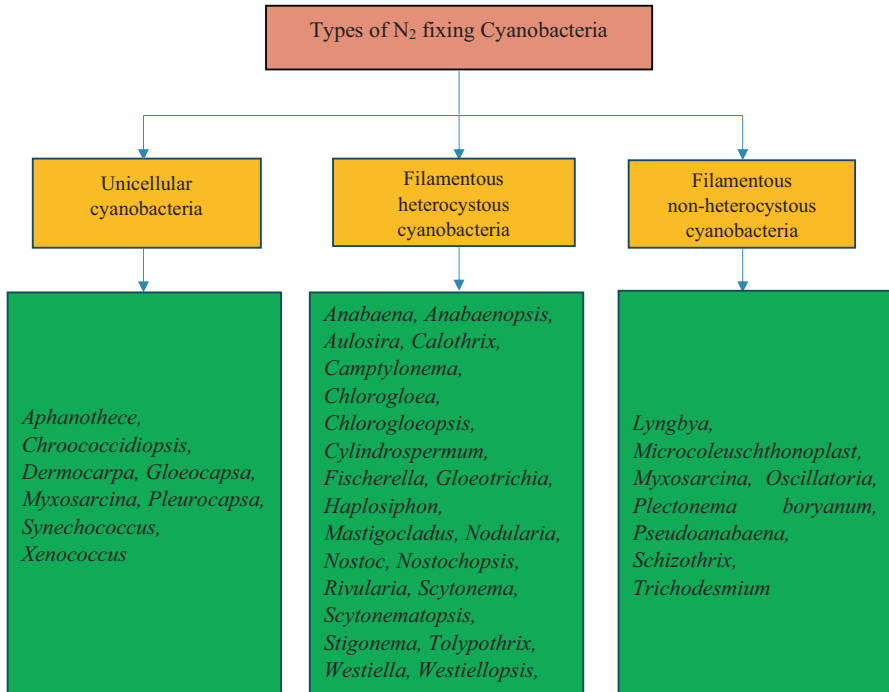 Types of N₂ fixing Cyanobacteria
Unicellular
cyanobacteria
Filamentous
heterocystous
cyanobacteria
Filamentous
non-heterocystous
cyanobacteria
Aphanothece,
Chroococcidiopsis,
Dermocarpa, Gloeocapsa,
Myxosarcina, Pleurocapsa,
Synechococcus,
Xenococcus
Anabaena, Anabaenopsis,
Aulosira, Calothrix,
Camptylonema,
Chlorogloea,
Chlorogloeopsis,
Cylindrospermum,
Fischerella, Gloeotrichia,
Haplosiphon,
Mastigocladus, Nodularia,
Nostoc, Nostochopsis,
Rivularia, Scytonema,
Scytonematopsis,
Stigonema, Tolypothrix,
Westiella, Westiellopsis,
Lyngbya,
Microcoleuschthonoplast,
Myxosarcina, Oscillatoria,
Plectonema boryanum,
Pseudoanabaena,
Schizothrix,
Trichodesmium